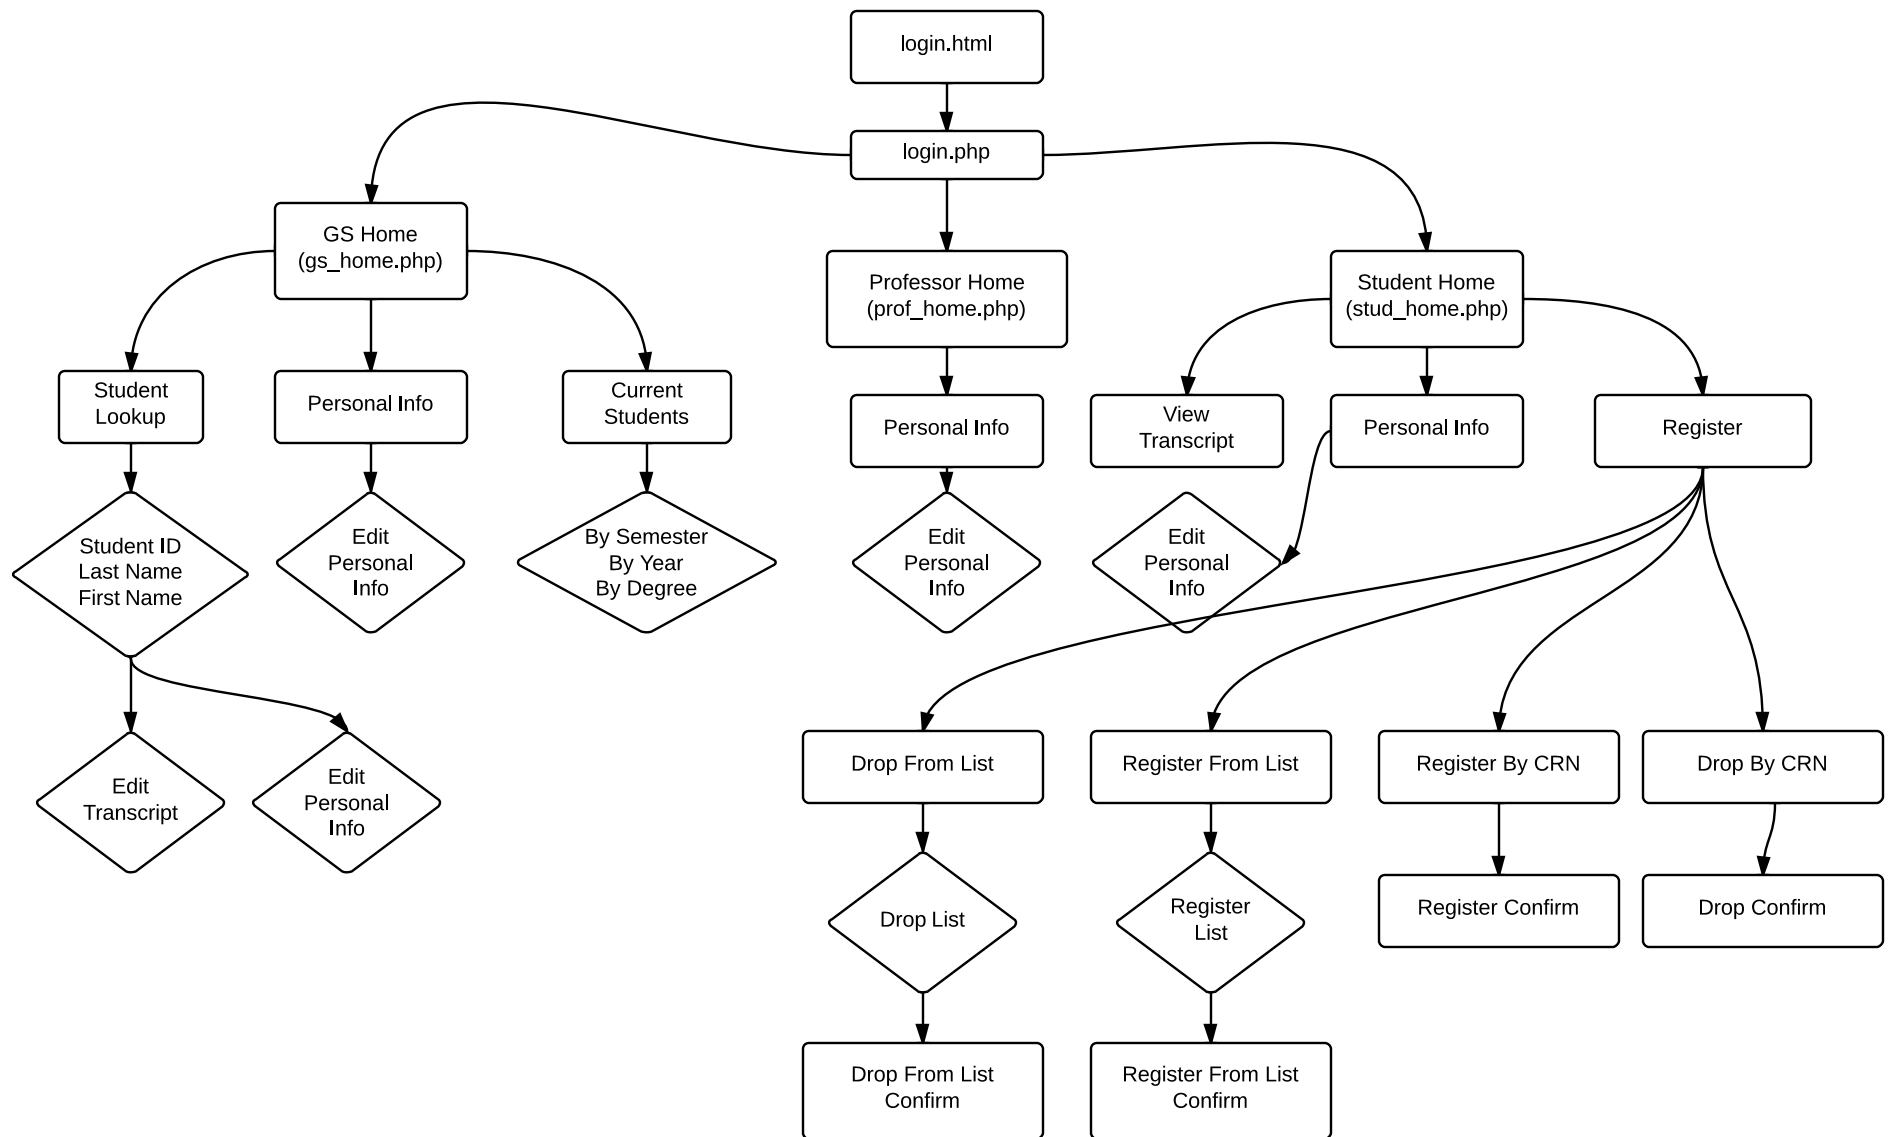 login.html
login.php
GS Home
(gs_home.php)
Professor Home
(prof_home.php)
Student Home
(stud_home.php)
Student
Lookup
Personal Info
Current
Students
Personal Info
View
Transcript
Personal Info
Register
Student ID
Last Name
First Name
Edit
Personal
Info
By Semester
By Year
By Degree
Edit
Personal
Info
Edit
Personal
Info
Edit
Transcript
Edit
Personal
Info
Drop From List
Register From List
Register By CRN
Drop By CRN
Drop List
Register
List
Register Confirm
Drop Confirm
Drop From List
Confirm
Register From List
Confirm